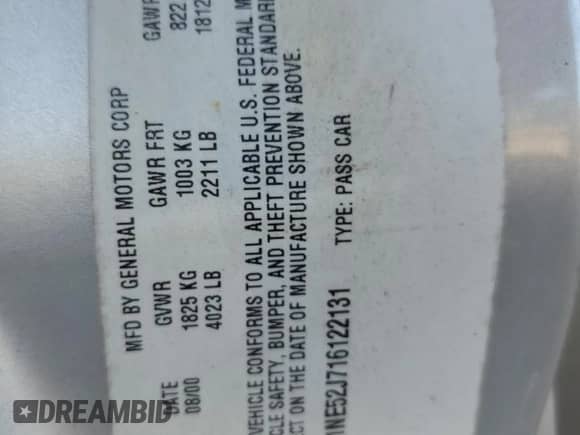 MFD BY GENERAL MOTORS CORP
DATE GVWR GAWR FRT GAWR
08/00 1825 KG 1003 KG 822
4023 LB 2211 LB 1812
VEHICLE CONFORMS TO ALL APPLICABLE U.S. FEDERAL M
CLE SAFETY, BUMPER, AND THEFT PREVENTION STANDAR
CT ON THE DATE OF MANUFACTURE SHOWN ABOVE.
1NE52J716122131 TYPE: PASS CAR
DREAMBID